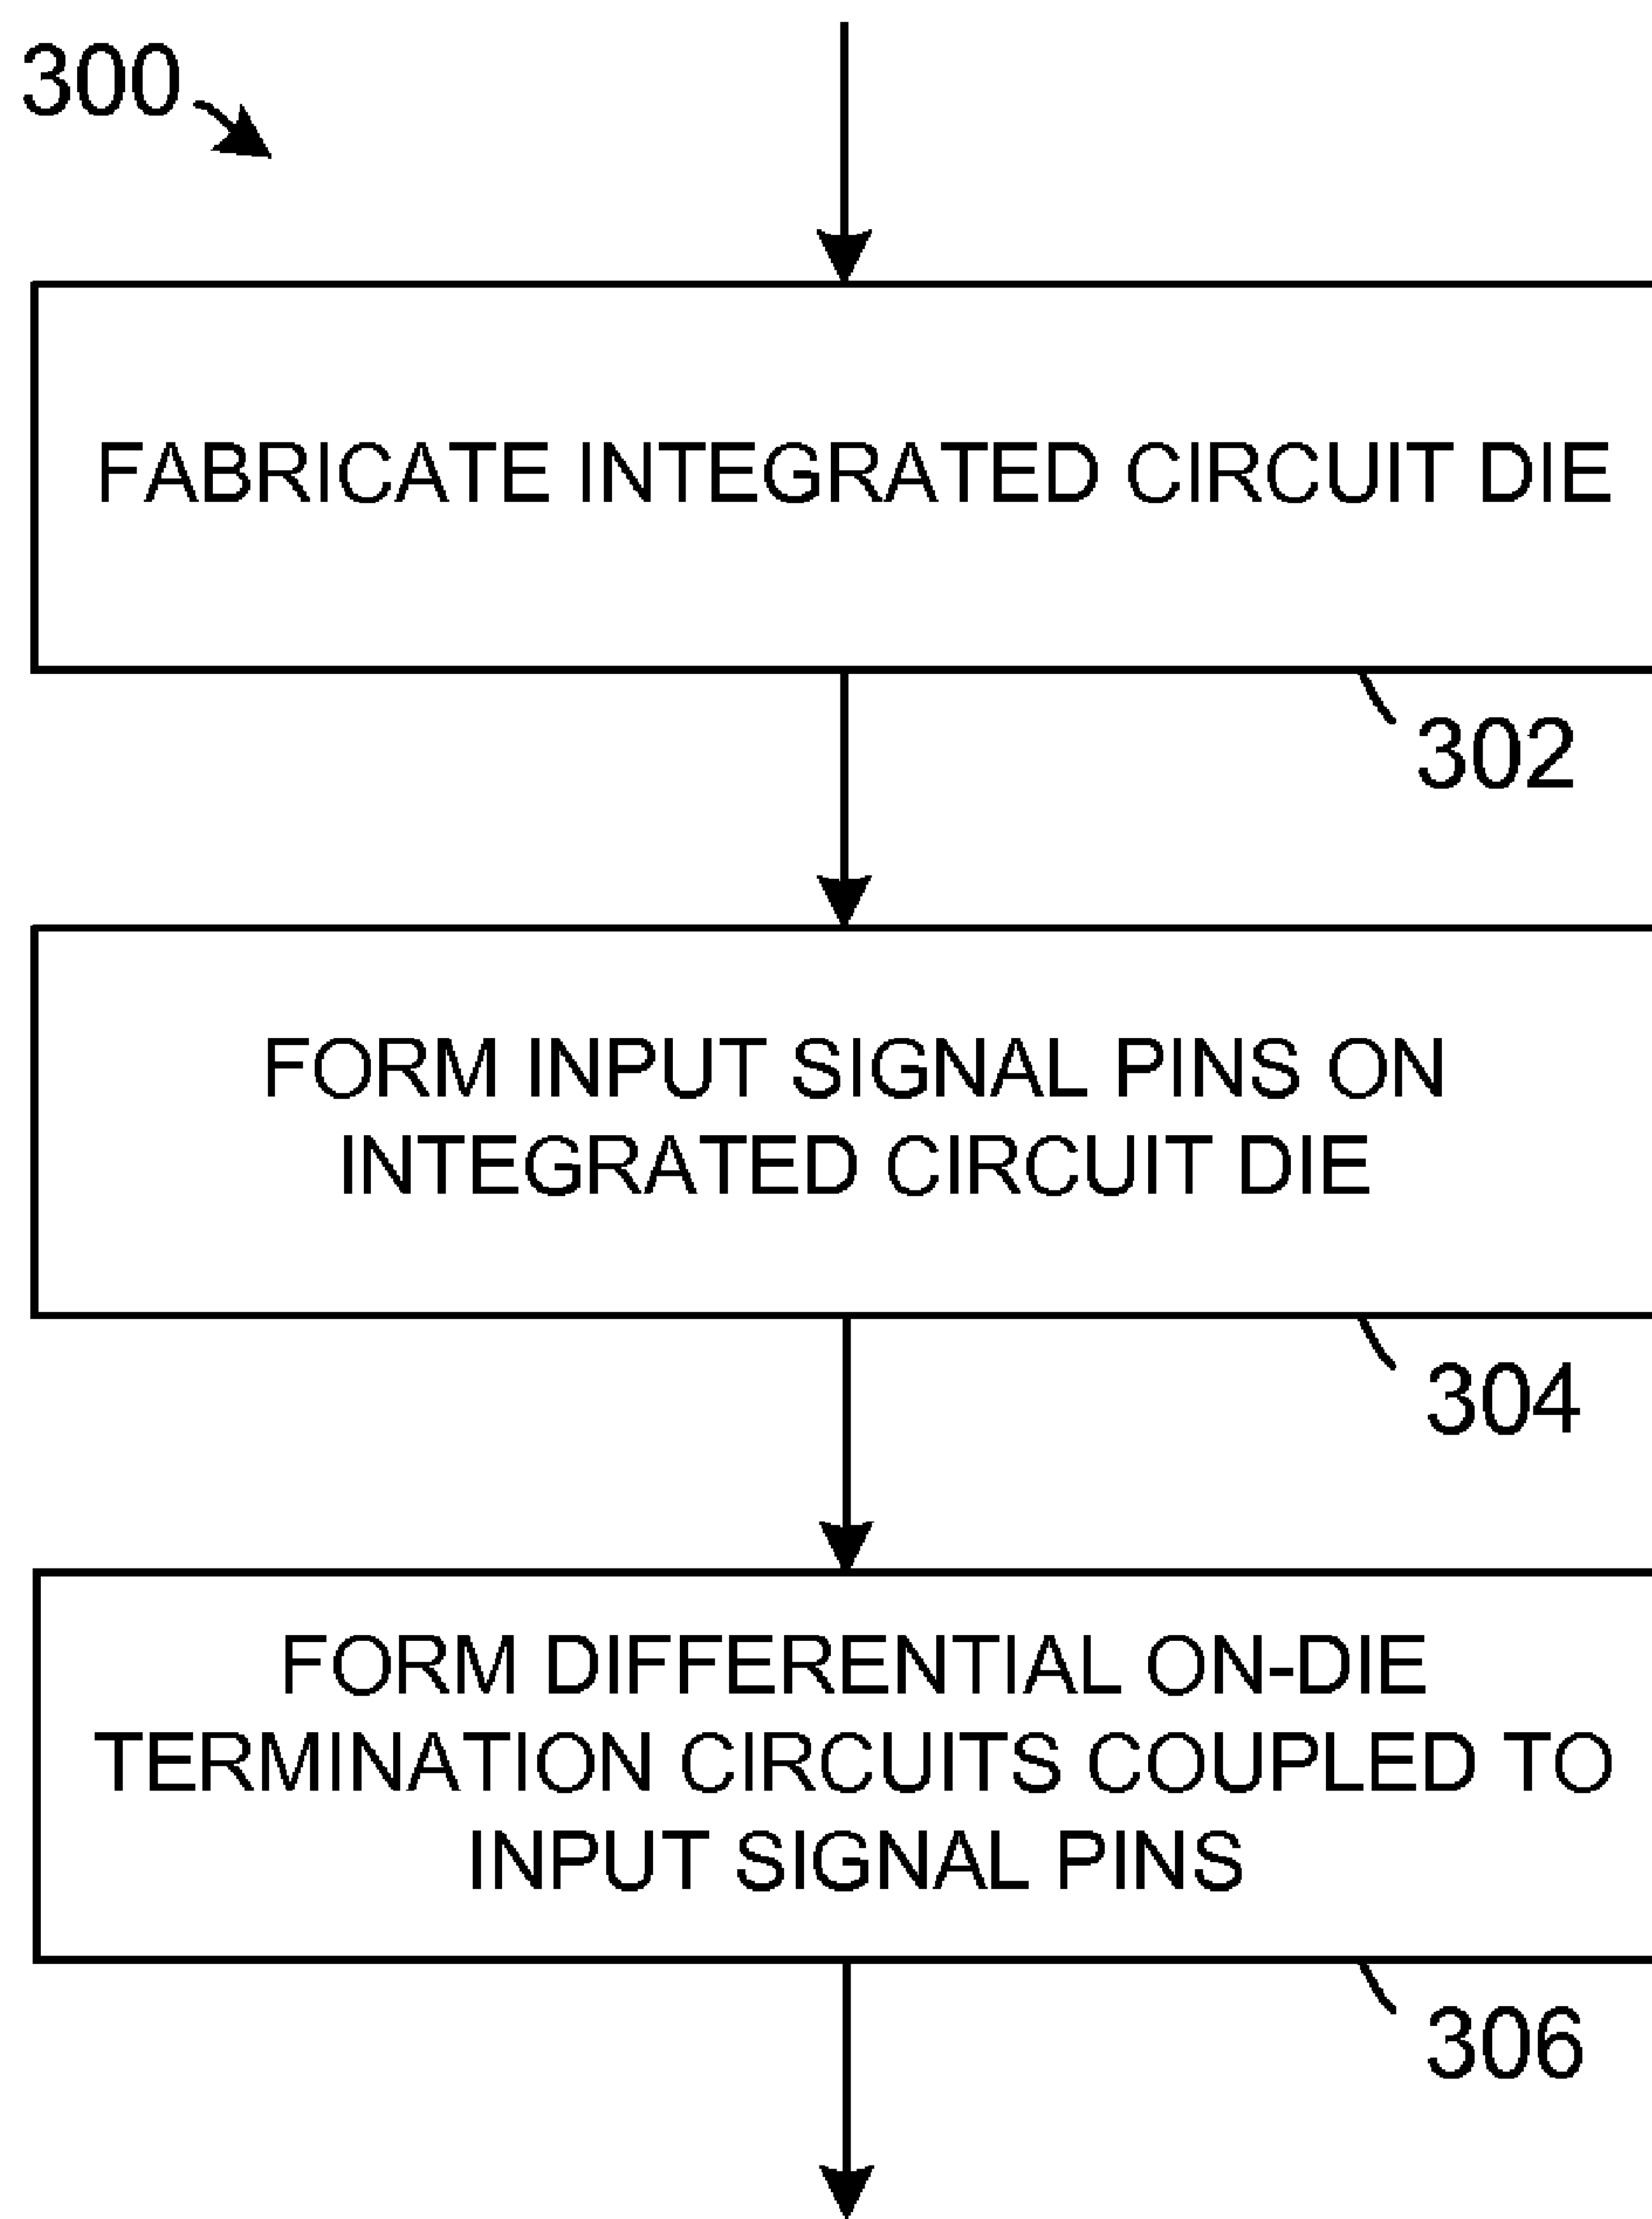 300
FABRICATE INTEGRATED CIRCUIT DIE
302
FORM INPUT SIGNAL PINS ON
INTEGRATED CIRCUIT DIE
304
FORM DIFFERENTIAL ON-DIE
TERMINATION CIRCUITS COUPLED TO
INPUT SIGNAL PINS
306